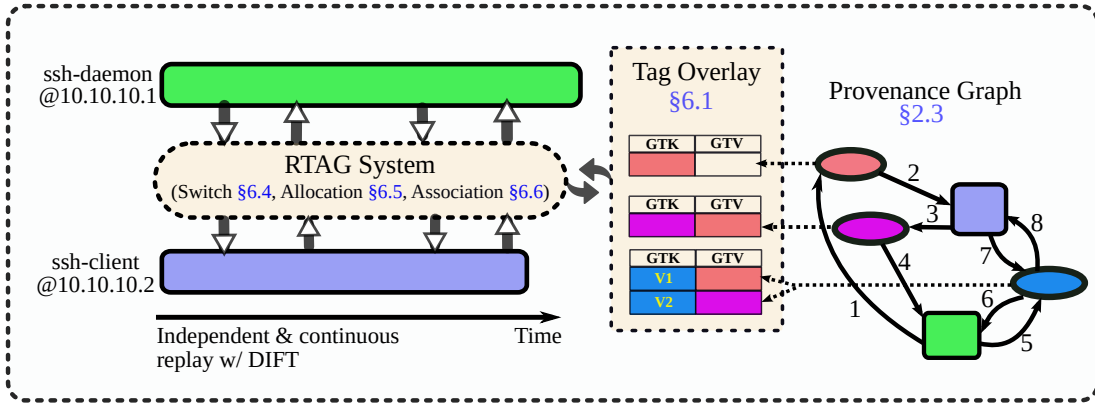 ssh-daemon
@10.10.10.1
RTAG System
(Switch §6.4, Allocation §6.5, Association §6.6)
ssh-client
@10.10.10.2
Independent & continuous
replay w/ DIFT
Time
Tag Overlay
§6.1
GTK GTV
GTK GTV
GTK GTV
V1
V2
Provenance Graph
§2.3
2
3
8
7
4
6
1
5